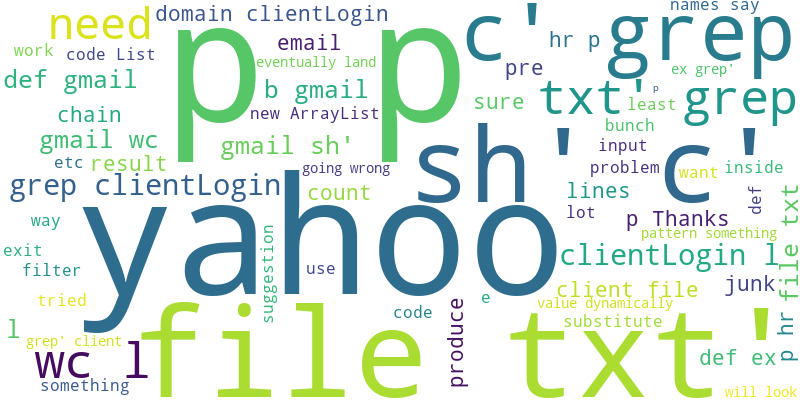 names say
domain clientLogin
need
p p
c'
grep
hr p
email
work
code List
eventually land
pre
ex grep'
def gmail
b gmail
sure
txt'
p
least
grep
chain
new ArrayList
bunch
gmail wc
gmail sh'
sh'
c'
input
etc
result
going wrong
problem
want
inside
grep clientLogin
count
lines
def
file txt
way
yahoo
lot
p Thanks
pattern something
exit
suggestion
use
clientLogin l
filter
junk
client file
tried
file txt'
code
produce
e
value dynamically
substitute
p hr
l
grep' client
wc l
def ex
something
will look